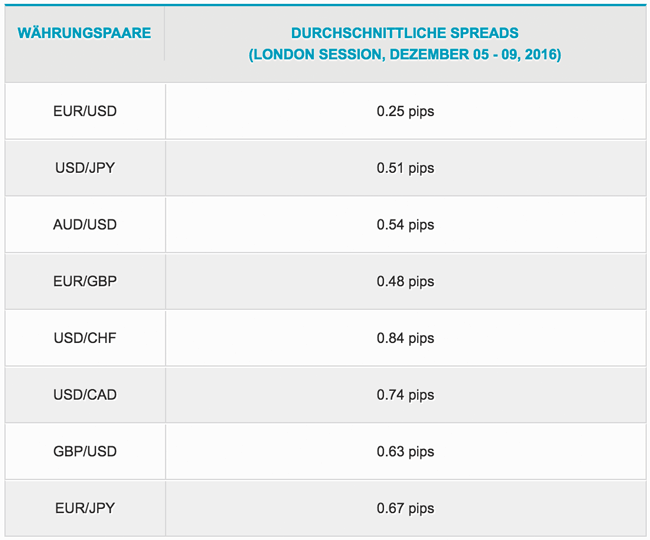 WÄHRUNGSPAARE
DURCHSCHNITTLICHE SPREADS
(LONDON SESSION, DEZEMBER 05 - 09, 2016)
EUR/USD 0.25 pips
USD/JPY 0.51 pips
AUD/USD 0.54 pips
EUR/GBP 0.48 pips
USD/CHF 0.84 pips
USD/CAD 0.74 pips
GBP/USD 0.63 pips
EUR/JPY 0.67 pips